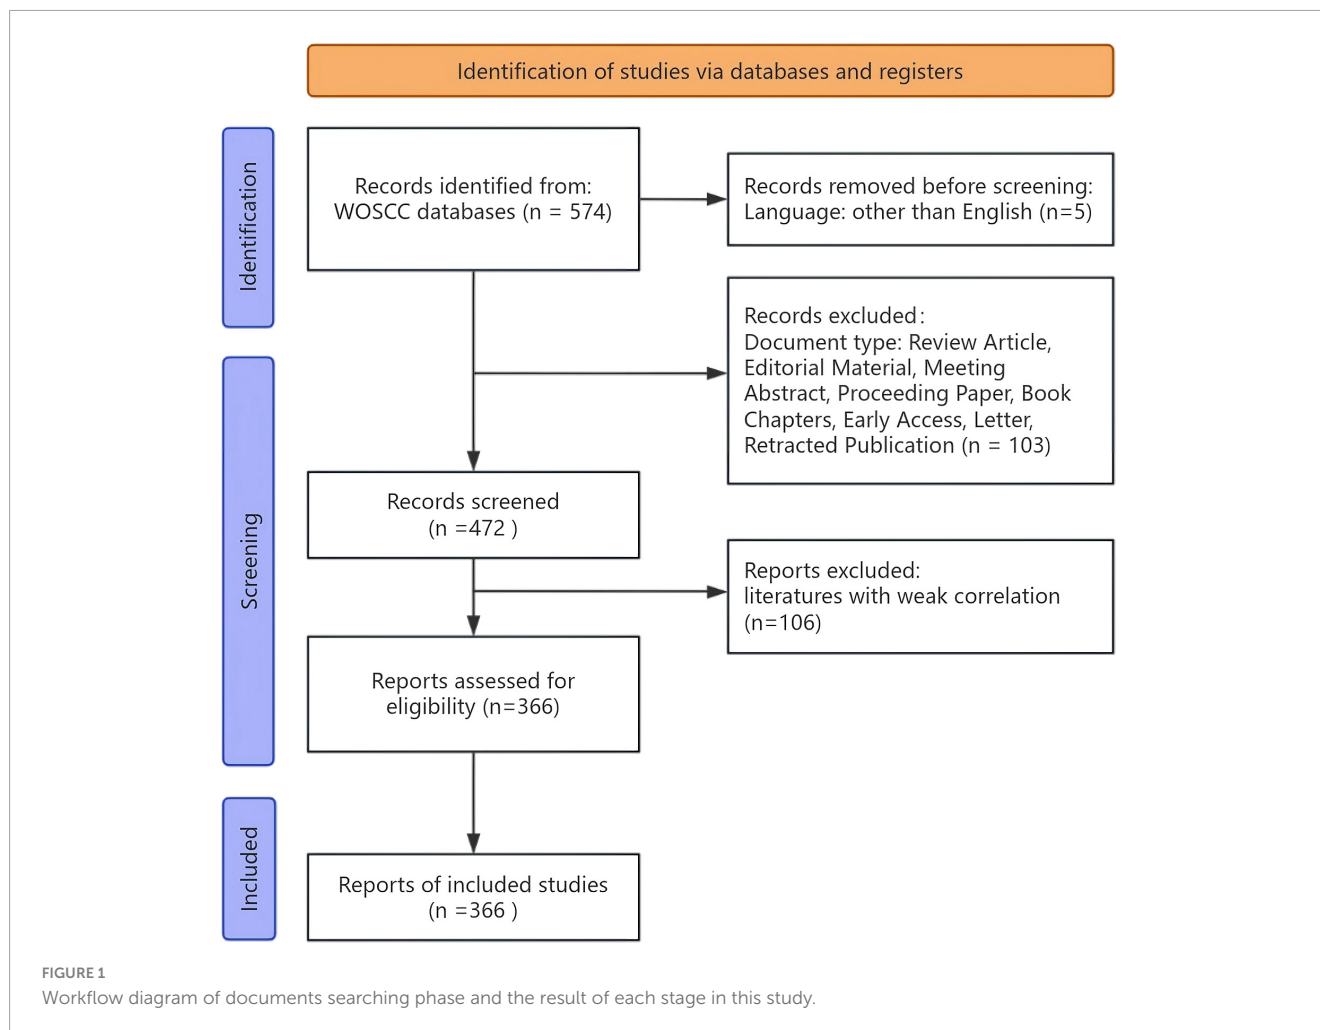 Identification of studies via databases and registers
Identification
Records identified from:
WOSCC databases (n = 574)
Records removed before screening:
Language: other than English (n=5)
Records excluded:
Document type: Review Article,
Editorial Material, Meeting
Abstract, Proceeding Paper, Book
Chapters, Early Access, Letter,
Retracted Publication (n = 103)
Screening
Records screened
(n =472 )
Reports excluded:
literatures with weak correlation
(n=106)
Reports assessed for
eligibility (n=366)
Included
Reports of included studies
(n =366 )
FIGURE 1
Workflow diagram of documents searching phase and the result of each stage in this study.